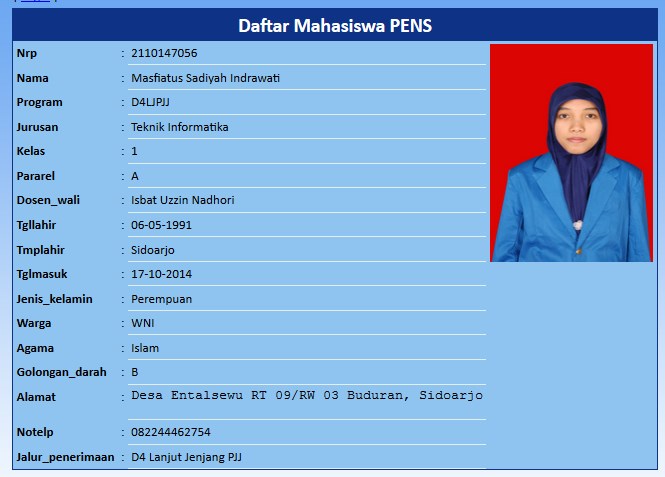 Daftar Mahasiswa PENS
Nrp : 2110147056
Nama : Masfiatus Sadiyah Indrawati
Program : D4LJPJJ
Jurusan : Teknik Informatika
Kelas : 1
Pararel : A
Dosen_wali : Isbat Uzzin Nadhori
Tgllahir : 06-05-1991
Tmplahir : Sidoarjo
Tglmasuk : 17-10-2014
Jenis_kelamin : Perempuan
Warga : WNI
Agama : Islam
Golongan_darah : B
Alamat : Desa Entalsewu RT 09/RW 03 Buduran, Sidoarjo
Notelp : 082244462754
Jalur_penerimaan : D4 Lanjut Jenjang PJJ